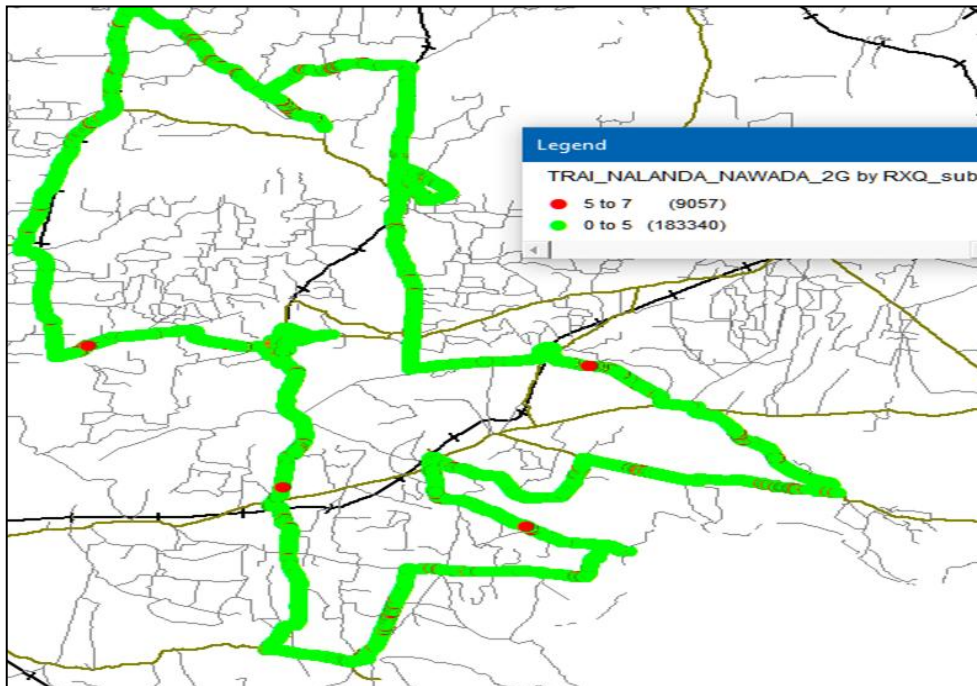 Legend
TRAI_NALANDA_NAWADA_2G by RXQ_sub
5 to 7 (9057)
0 to 5 (183340)